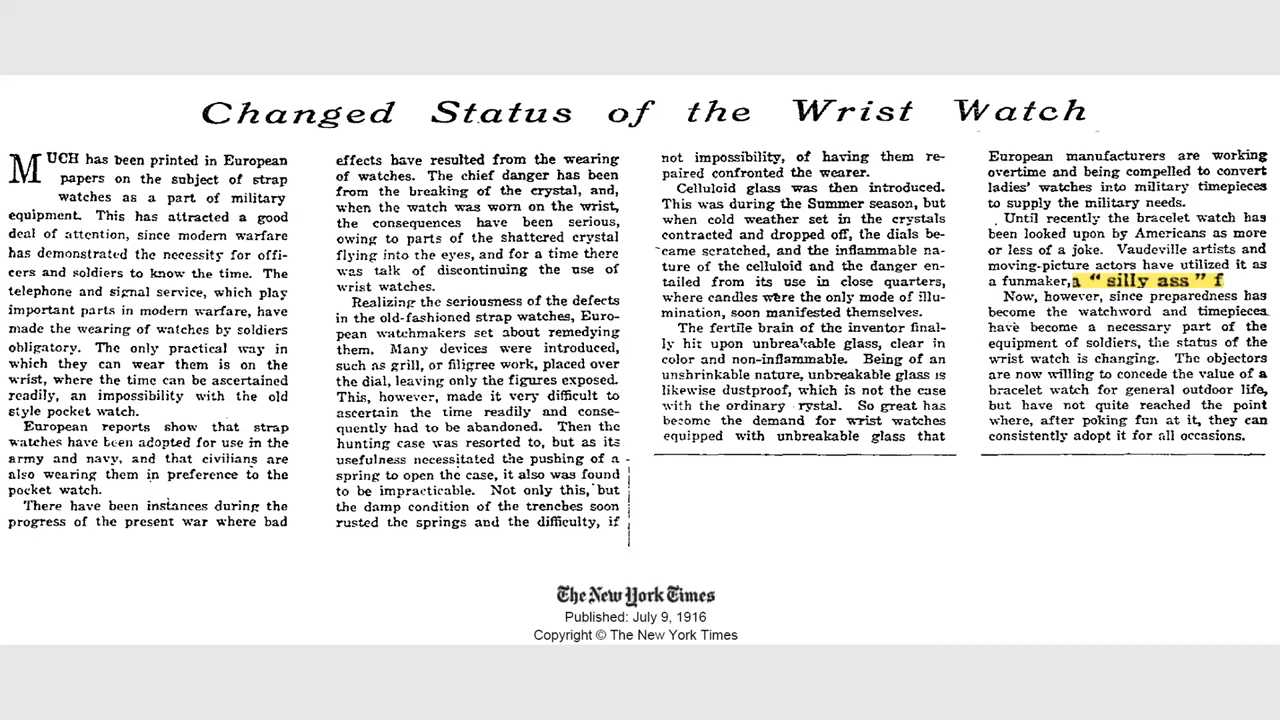 Changed Status of the Wrist Watch
MUCH has been printed in European
papers on the subject of strap
watches as a part of military
equipment. This has attracted a good
deal of attention, since modern warfare
has demonstrated the necessity for offi-
cers and soldiers to know the time. The
telephone and signal service, which play
important parts in modern warfare, have
made the wearing of watches by soldiers
obligatory. The only practical way in
which they can wear them is on the
wrist, where the time can be ascertained
readily, an impossibility with the old
style pocket watch.
European reports show that strap
watches have been adopted for use in the
army and navy, and that civilians are
also wearing them in preference to the
pocket watch.
There have been instances during the
progress of the present war where bad
effects have resulted from the wearing
of watches. The chief danger has been
from the breaking of the crystal, and,
when the watch was worn on the wrist,
the consequences have been serious,
owing to parts of the shattered crystal
flying into the eyes, and for a time there
was talk of discontinuing the use of
wrist watches.
Realizing the seriousness of the defects
in the old-fashioned strap watches, Euro-
pean watchmakers set about remedying
them. Many devices were introduced,
such as grill, or filigree work, placed over
the dial, leaving only the figures exposed.
This, however, made it very difficult to
ascertain the time readily and conse-
quently had to be abandoned. Then the
hunting case was resorted to, but as its
usefulness necessitated the pushing of a
spring to open the case, it also was found
to be impracticable. Not only this, but
the damp condition of the trenches soon
rusted the springs and the difficulty, if
not impossibility, of having them re-
paired confronted the wearer.
Celluloid glass was then introduced.
This was during the Summer season, but
when cold weather set in the crystals
contracted and dropped off, the dials be-
came scratched, and the inflammable na-
ture of the celluloid and the danger en-
tailed from its use in close quarters,
where candles were the only mode of illu-
mination, soon manifested themselves.
The fertile brain of the inventor final-
ly hit upon unbreakable glass, clear in
color and non-inflammable. Being of an
unshrinkable nature, unbreakable glass is
likewise dustproof, which is not the case
with the ordinary rystal. So great has
become the demand for wrist watches
equipped with unbreakable glass that
European manufacturers are working
overtime and being compelled to convert
ladies' watches into military timepieces
to supply the military needs.
Until recently the bracelet watch has
been looked upon by Americans as more
or less of a joke. Vaudeville artists and
moving-picture actors have utilized it as
a funmaker, a "silly ass" f
Now, however, since preparedness has
become the watchword and timepieces
have become a necessary part of the
equipment of soldiers, the status of the
wrist watch is changing. The objectors
are now willing to concede the value of a
bracelet watch for general outdoor life,
but have not quite reached the point
where, after poking fun at it, they can
consistently adopt it for all occasions.
The New York Times
Published: July 9, 1916
Copyright © The New York Times